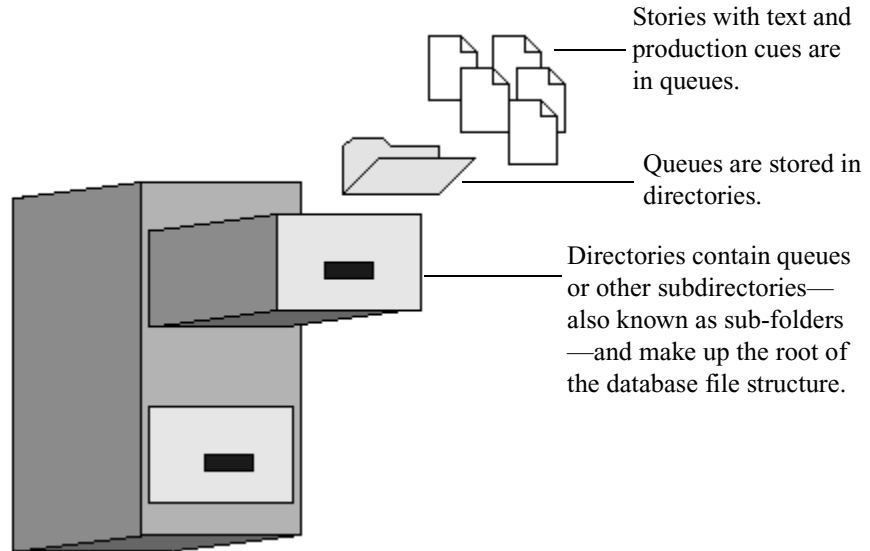 Stories with text and
production cues are
in queues.
Queues are stored in
directories.
Directories contain queues
or other subdirectories—
also known as sub-folders
—and make up the root of
the database file structure.